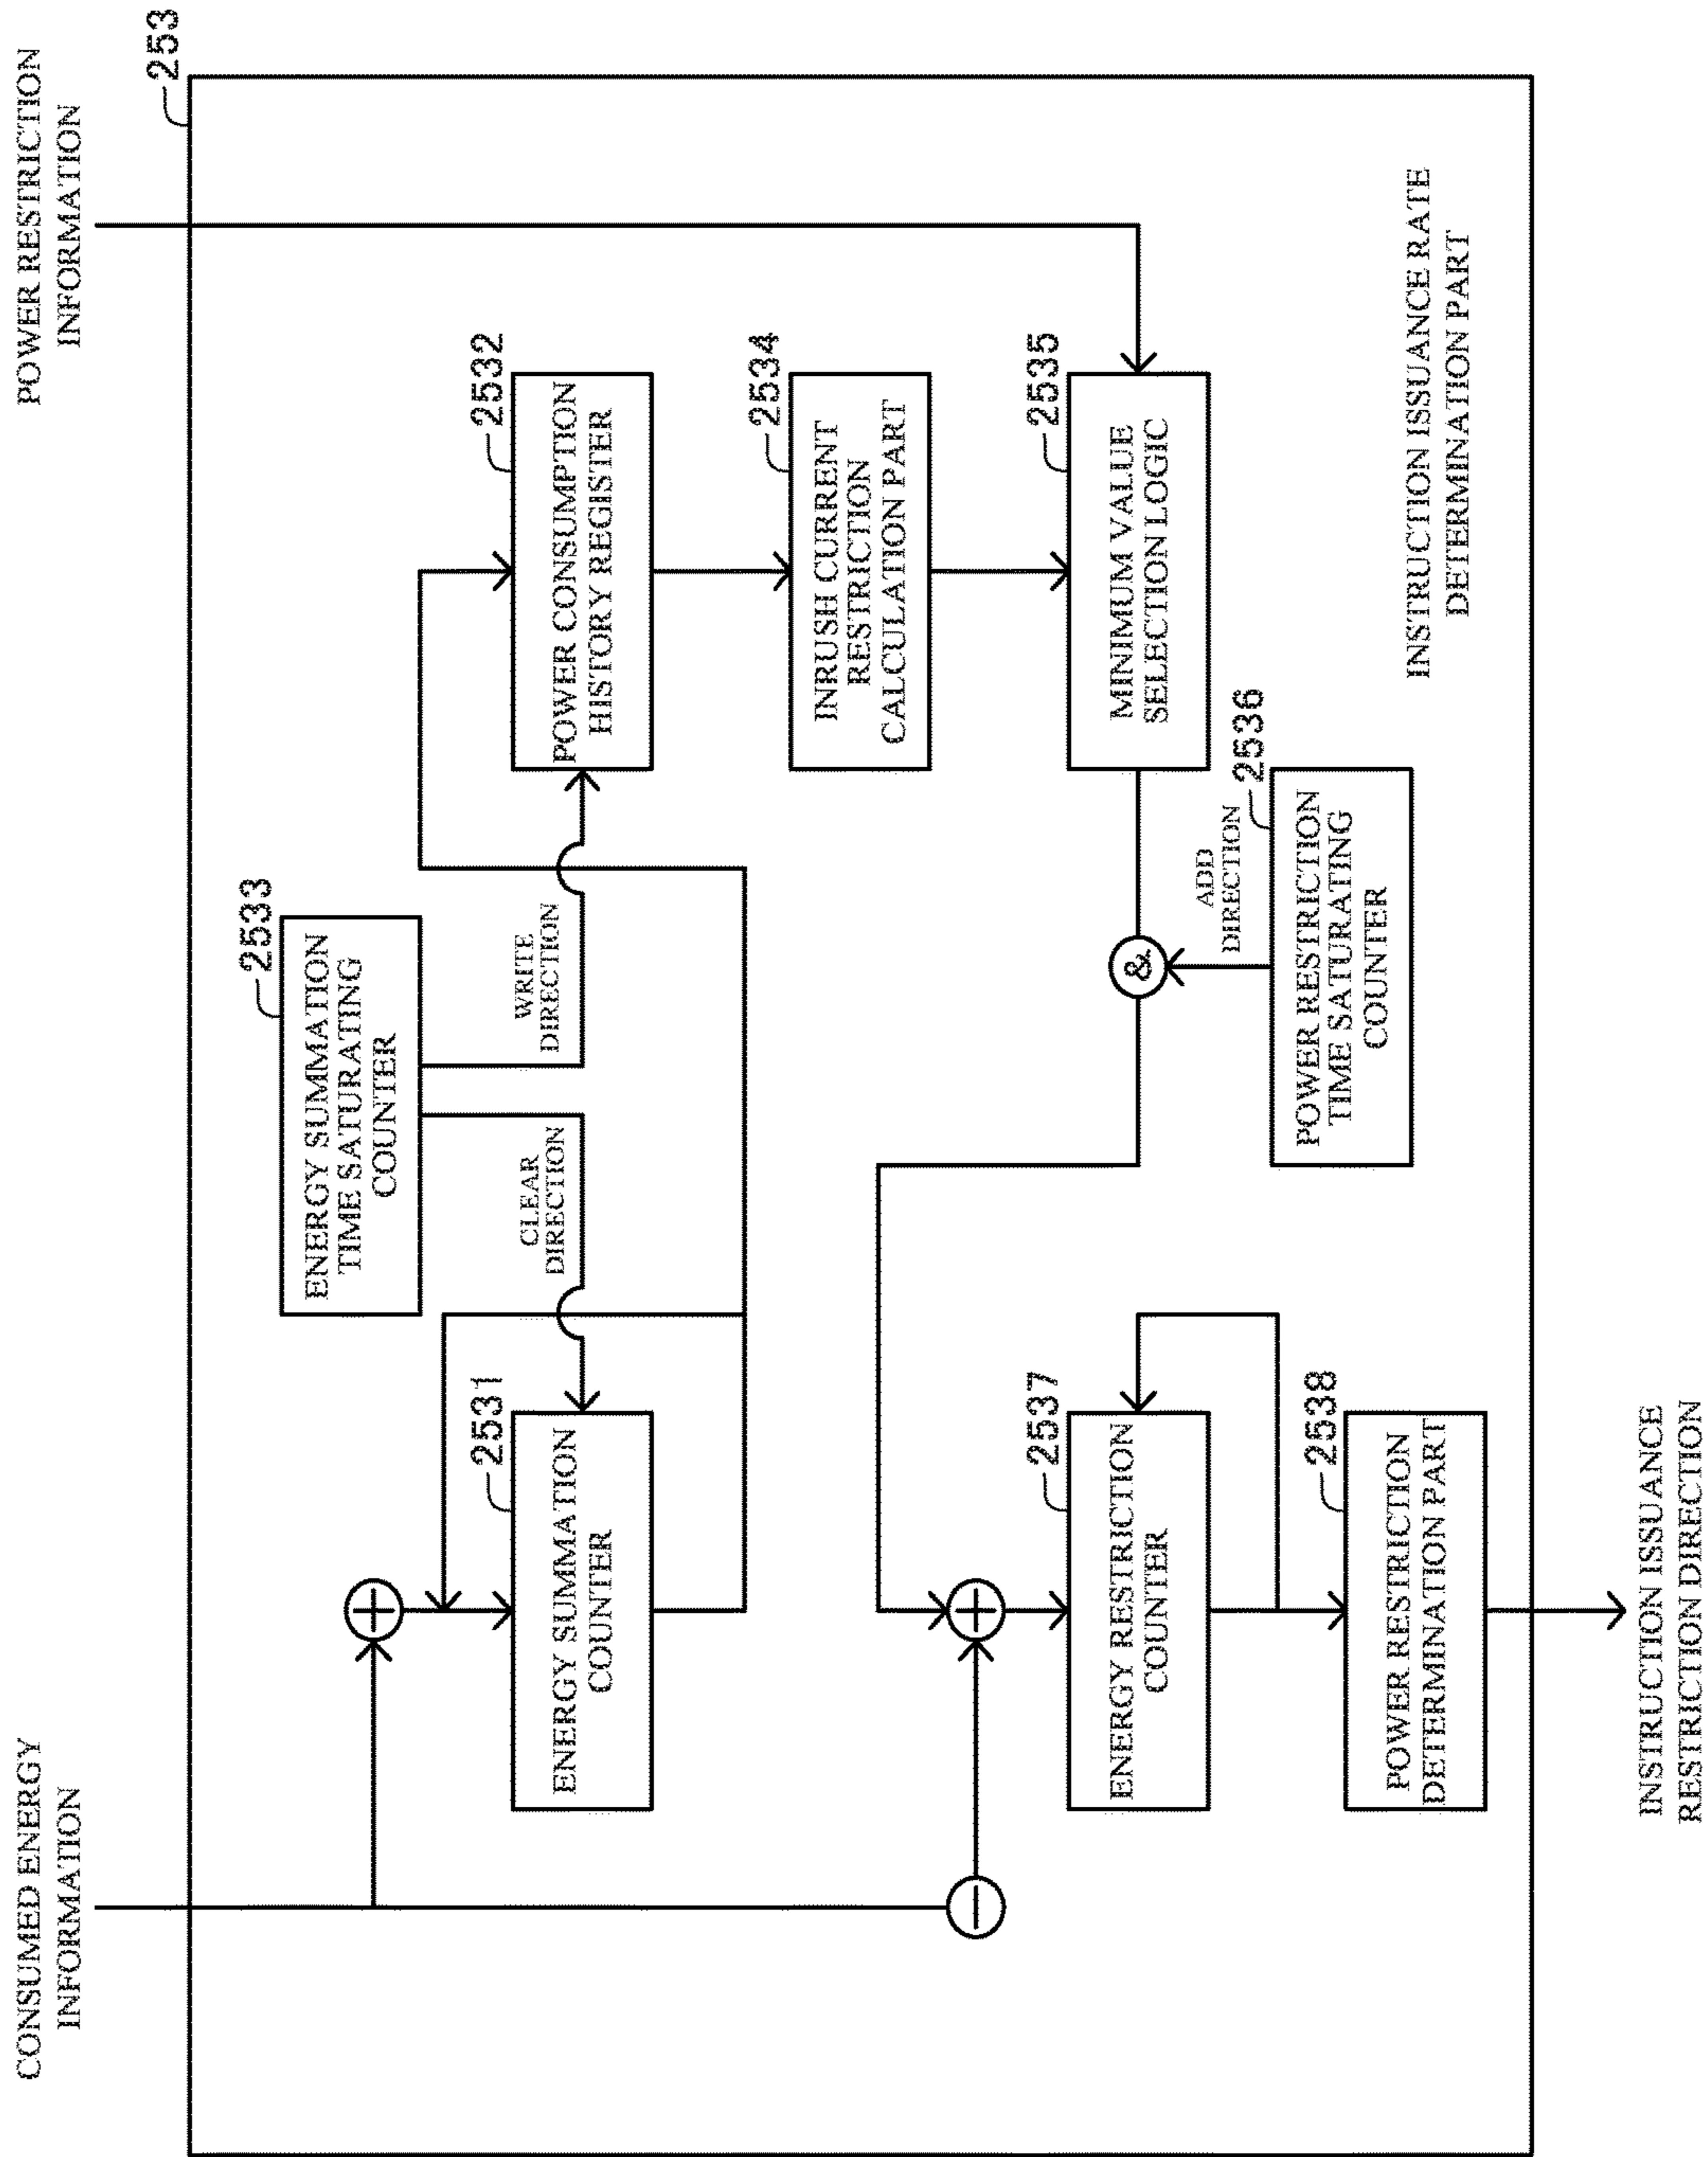 CONSUMED ENERGY
INFORMATION
POWER RESTRICTION
INFORMATION
253
2533
ENERGY SUMMATION
TIME SATURATING
COUNTER
CLEAR
DIRECTION
WRITE
DIRECTION
2531
ENERGY SUMMATION
COUNTER
2532
POWER CONSUMPTION
HISTORY REGISTER
2534
INRUSH CURRENT
RESTRICTION
CALCULATION PART
2535
MINIMUM VALUE
SELECTION LOGIC
&
ADD
DIRECTION
2536
POWER RESTRICTION
TIME SATURATING
COUNTER
2537
ENERGY RESTRICTION
COUNTER
2538
POWER RESTRICTION
DETERMINATION PART
INSTRUCTION ISSUANCE RATE
DETERMINATION PART
INSTRUCTION ISSUANCE
RESTRICTION DIRECTION